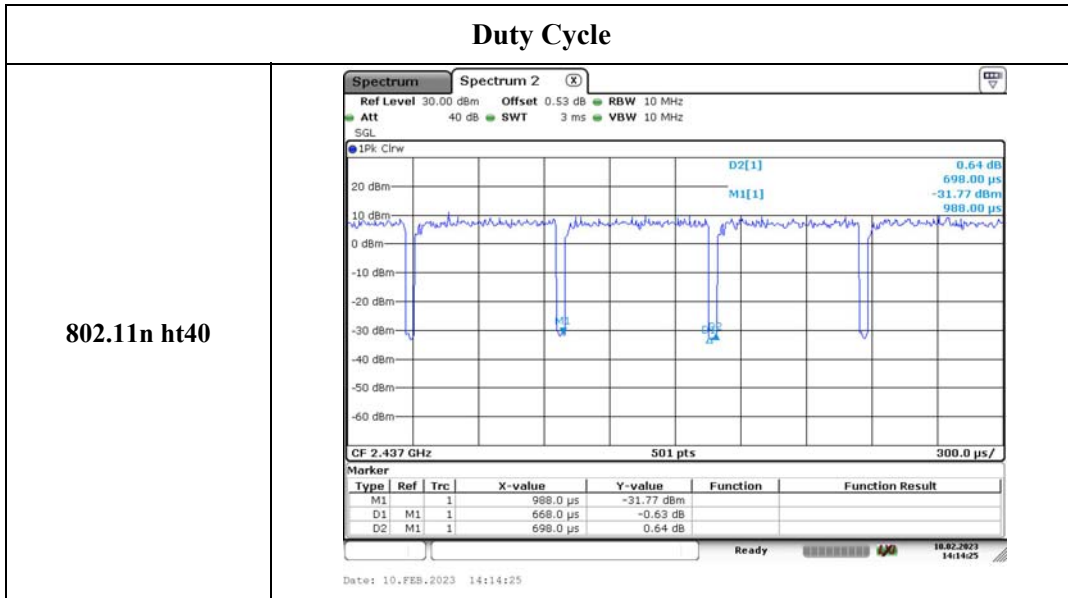 Duty Cycle
802.11n ht40
Spectrum Spectrum 2 X
Ref Level 30.00 dBm Offset 0.53 dB RBW 10 MHz
Att 40 dB SWT 3 ms VBW 10 MHz
SGL
1Pk Clrw
D2[1] 0.64 dB
698.00 µs
M1[1] -31.77 dBm
988.00 µs
20 dBm
10 dBm
0 dBm
-10 dBm
-20 dBm
-30 dBm
-40 dBm
-50 dBm
-60 dBm
M1
D2
CF 2.437 GHz 501 pts 300.0 µs/
Marker
Type Ref Trc X-value Y-value Function Function Result
M1 1 988.0 µs -31.77 dBm
D1 M1 1 668.0 µs -0.63 dB
D2 M1 1 698.0 µs 0.64 dB
Ready 10.02.2023
14:14:25
Date: 10.FEB.2023 14:14:25